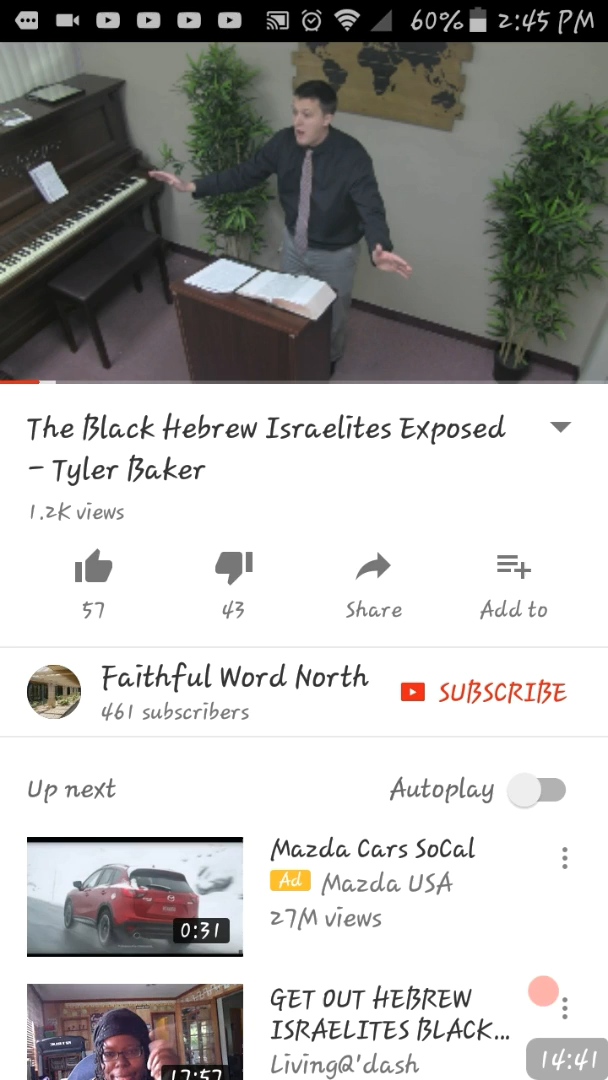 60% 2:45 PM
The Black Hebrew Israelites Exposed
- Tyler Baker
1.2K views
57 43 Share Add to
Faithful Word North
461 subscribers
SUBSCRIBE
Up next Autoplay
Mazda Cars SoCal
Ad Mazda USA
27M views
0:31
GET OUT HEBREW
ISRAELITES BLACK...
Living@'dash
17:57
14:41